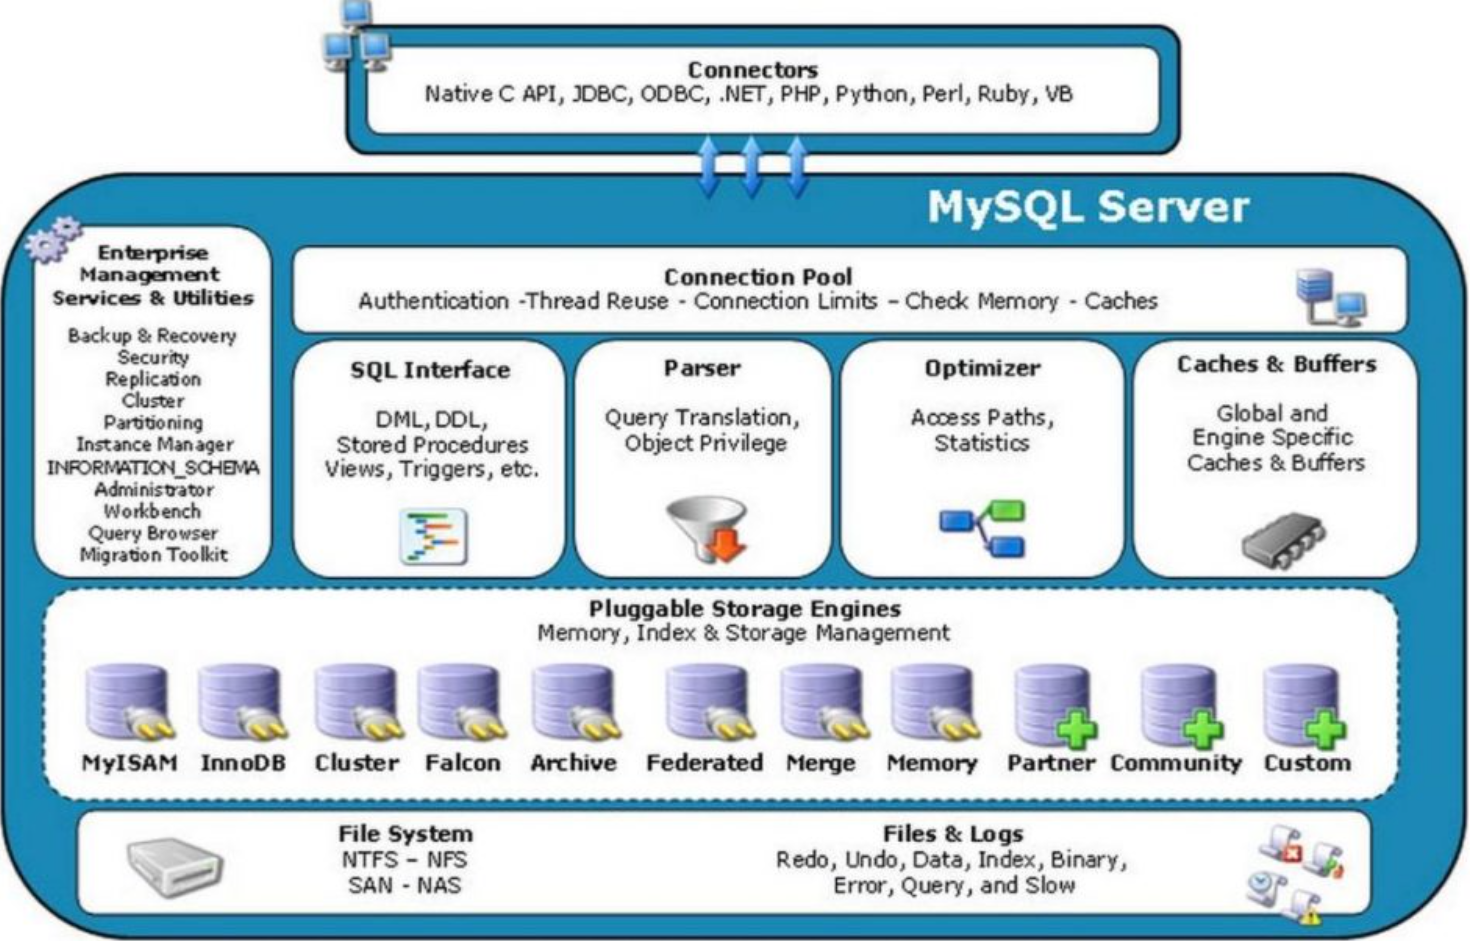 Connectors
Native C API, JDBC, ODBC, .NET, PHP, Python, Perl, Ruby, VB
MySQL Server
Enterprise
Management
Services & Utilities
Backup & Recovery
Security
Replication
Cluster
Partitioning
Instance Manager
INFORMATION_SCHEMA
Administrator
Workbench
Query Browser
Migration Toolkit
Connection Pool
Authentication -Thread Reuse - Connection Limits – Check Memory - Caches
SQL Interface
DML, DDL,
Stored Procedures
Views, Triggers, etc.
Parser
Query Translation,
Object Privilege
Optimizer
Access Paths,
Statistics
Caches & Buffers
Global and
Engine Specific
Caches & Buffers
Pluggable Storage Engines
Memory, Index & Storage Management
MyISAM InnoDB Cluster Falcon Archive Federated Merge Memory Partner Community Custom
File System
NTFS – NFS
SAN - NAS
Files & Logs
Redo, Undo, Data, Index, Binary,
Error, Query, and Slow